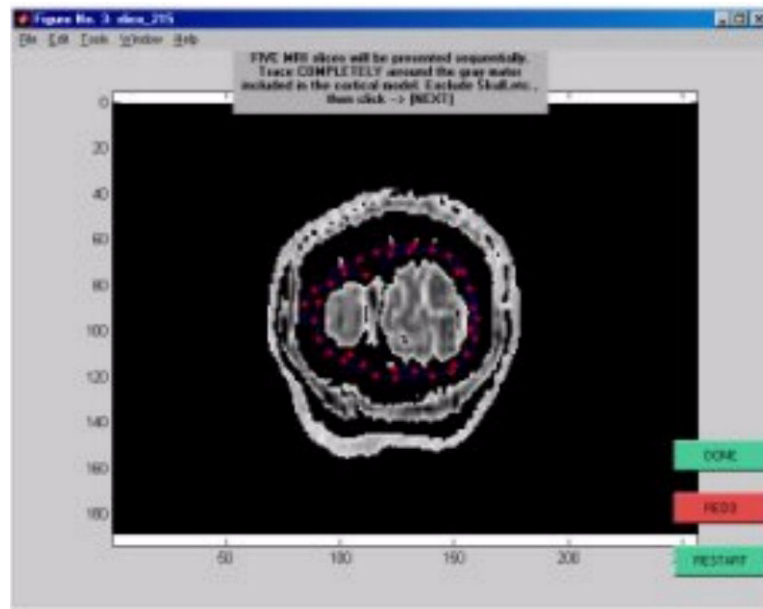 Figure No. 3 slice_215
File Edit Tools Window Help
FIVE MRI slices will be presented sequentially.
Trace COMPLETELY around the gray mater
included in the cortical model. Exclude Skull,etc.,
then click --> [NEXT]
0
20
40
60
80
100
120
140
160
180
50
100
150
200
DONE
REDO
RESTART